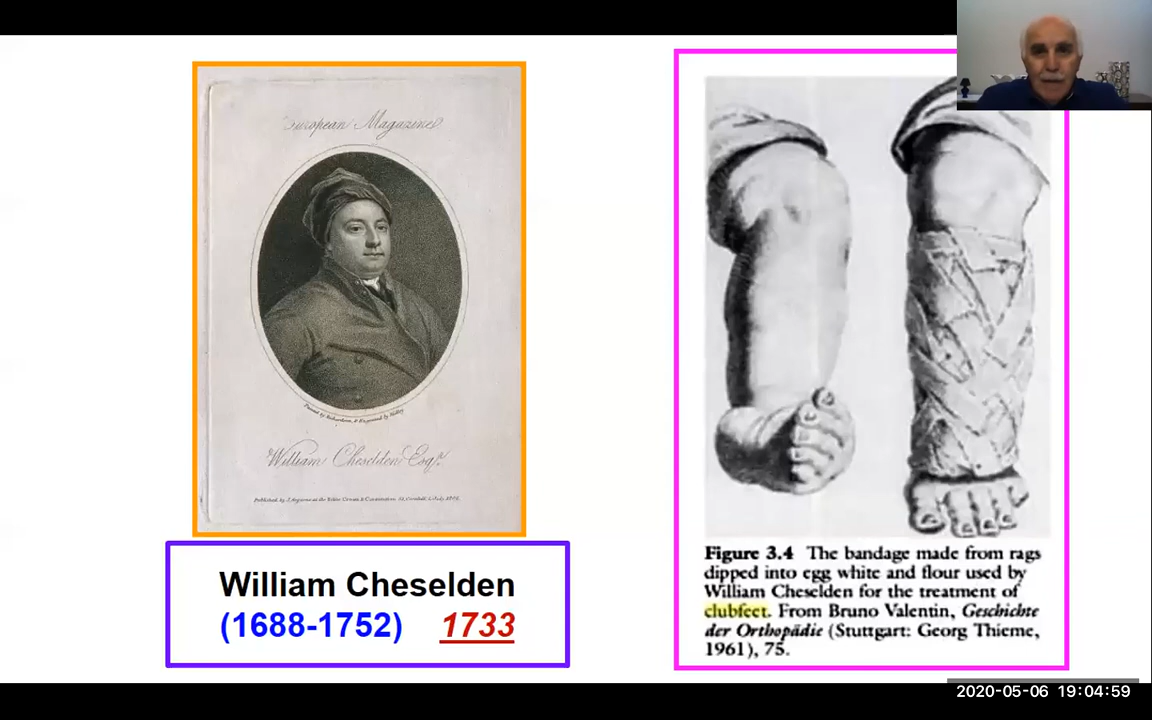 European Magazine
William Cheselden Esqr.
William Cheselden
(1688-1752) 1733
Figure 3.4 The bandage made from rags
dipped into egg white and flour used by
William Cheselden for the treatment of
clubfeet. From Bruno Valentin, Geschichte
der Orthopädie (Stuttgart: Georg Thieme,
1961), 75.
2020-05-06 19:04:59